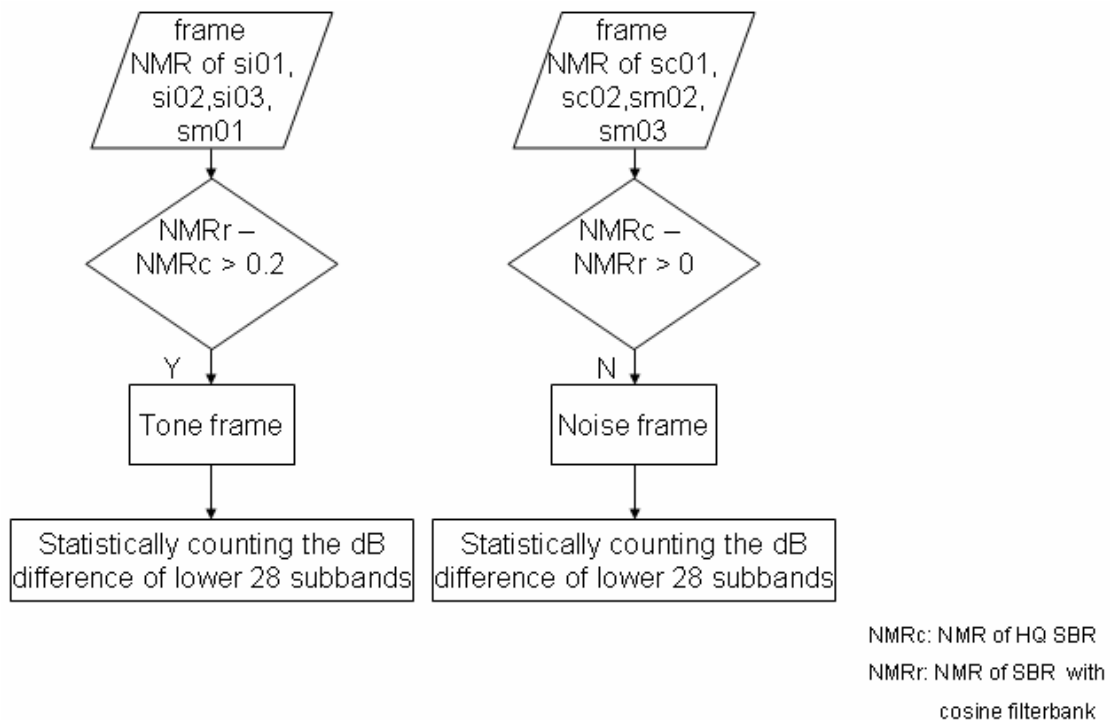 frame
NMR of si01,
si02,si03,
sm01
NMRr –
NMRc > 0.2
Y
Tone frame
Statistically counting the dB
difference of lower 28 subbands
frame
NMR of sc01,
sc02,sm02,
sm03
NMRc –
NMRr > 0
N
Noise frame
Statistically counting the dB
difference of lower 28 subbands
NMRc: NMR of HQ SBR
NMRr: NMR of SBR with
cosine filterbank